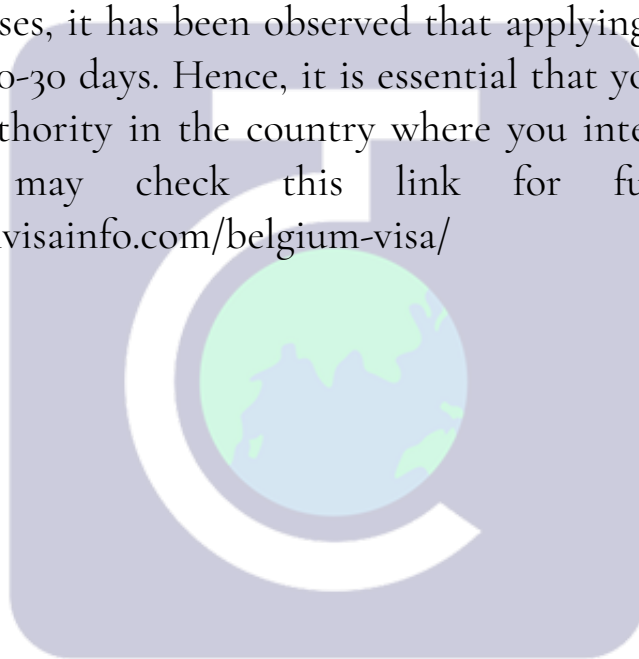 ses, it has been observed that applying
0-30 days. Hence, it is essential that yo
thority in the country where you inte
may check this link for fu
visainfo.com/belgium-visa/